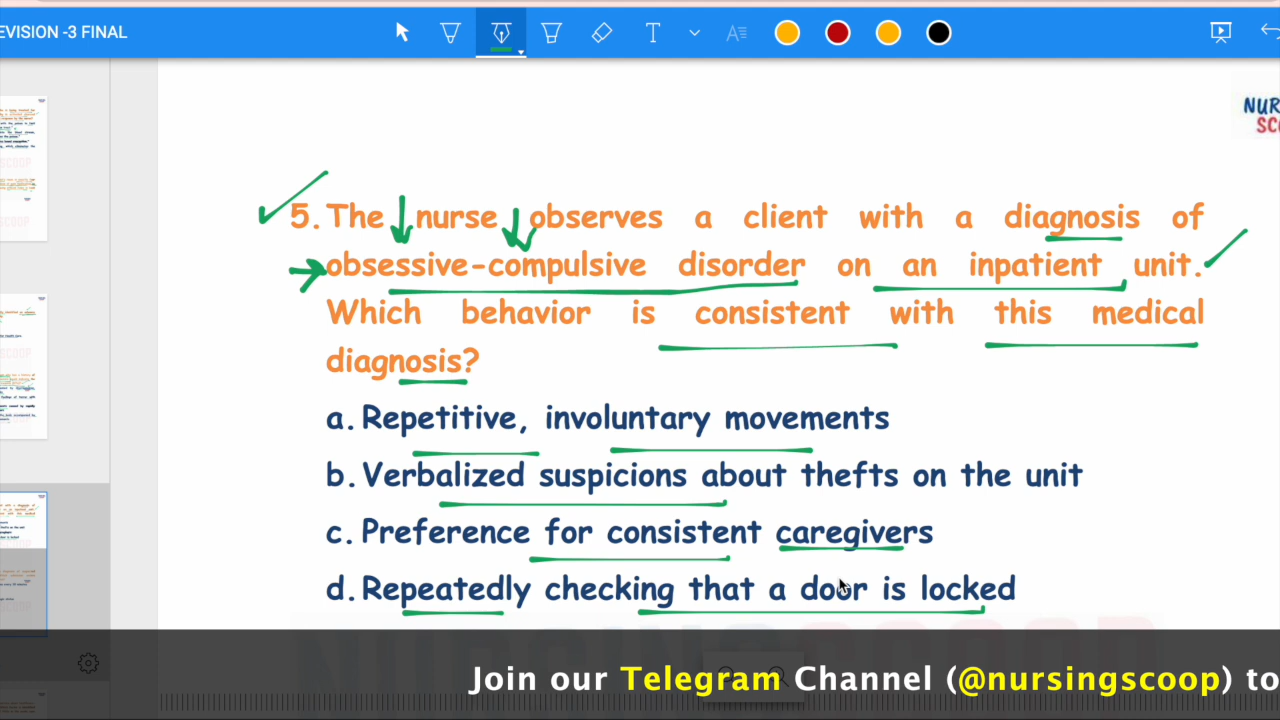 EVISION -3 FINAL
NUR
SC
5. The nurse observes a client with a diagnosis of
obsessive-compulsive disorder on an inpatient unit.
Which behavior is consistent with this medical
diagnosis?
a. Repetitive, involuntary movements
b. Verbalized suspicions about thefts on the unit
c. Preference for consistent caregivers
d. Repeatedly checking that a door is locked
Join our Telegram Channel (@nursingscoop) to